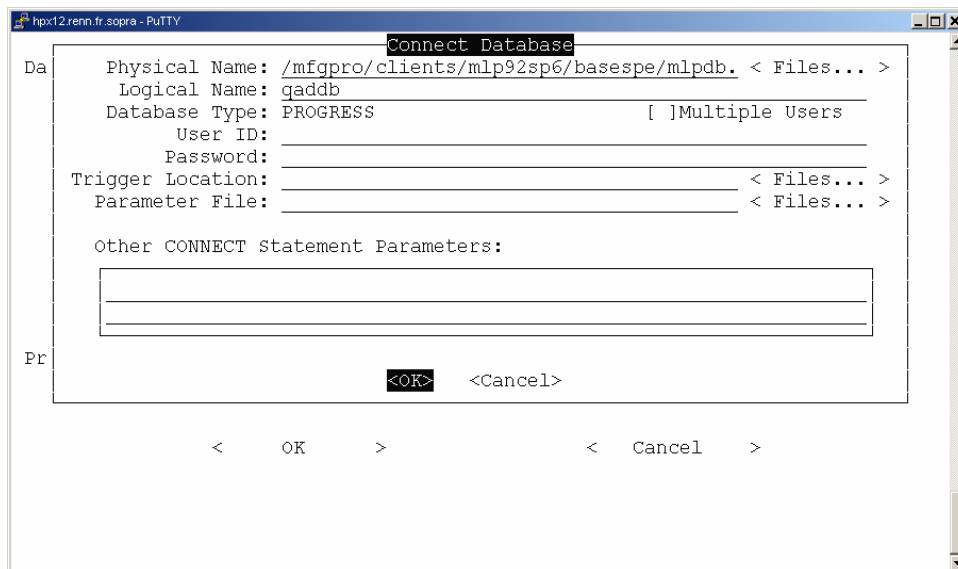 hpx12.renn.fr.sopra - PuTTY
Connect Database
Da
Physical Name: /mfgpro/clients/mlp92sp6/basespe/mlpdb. < Files... >
Logical Name: qaddb
Database Type: PROGRESS [ ]Multiple Users
User ID:
Password:
Trigger Location: < Files... >
Parameter File: < Files... >
Other CONNECT Statement Parameters:
Pr
<OK> <Cancel>
< OK > < Cancel >